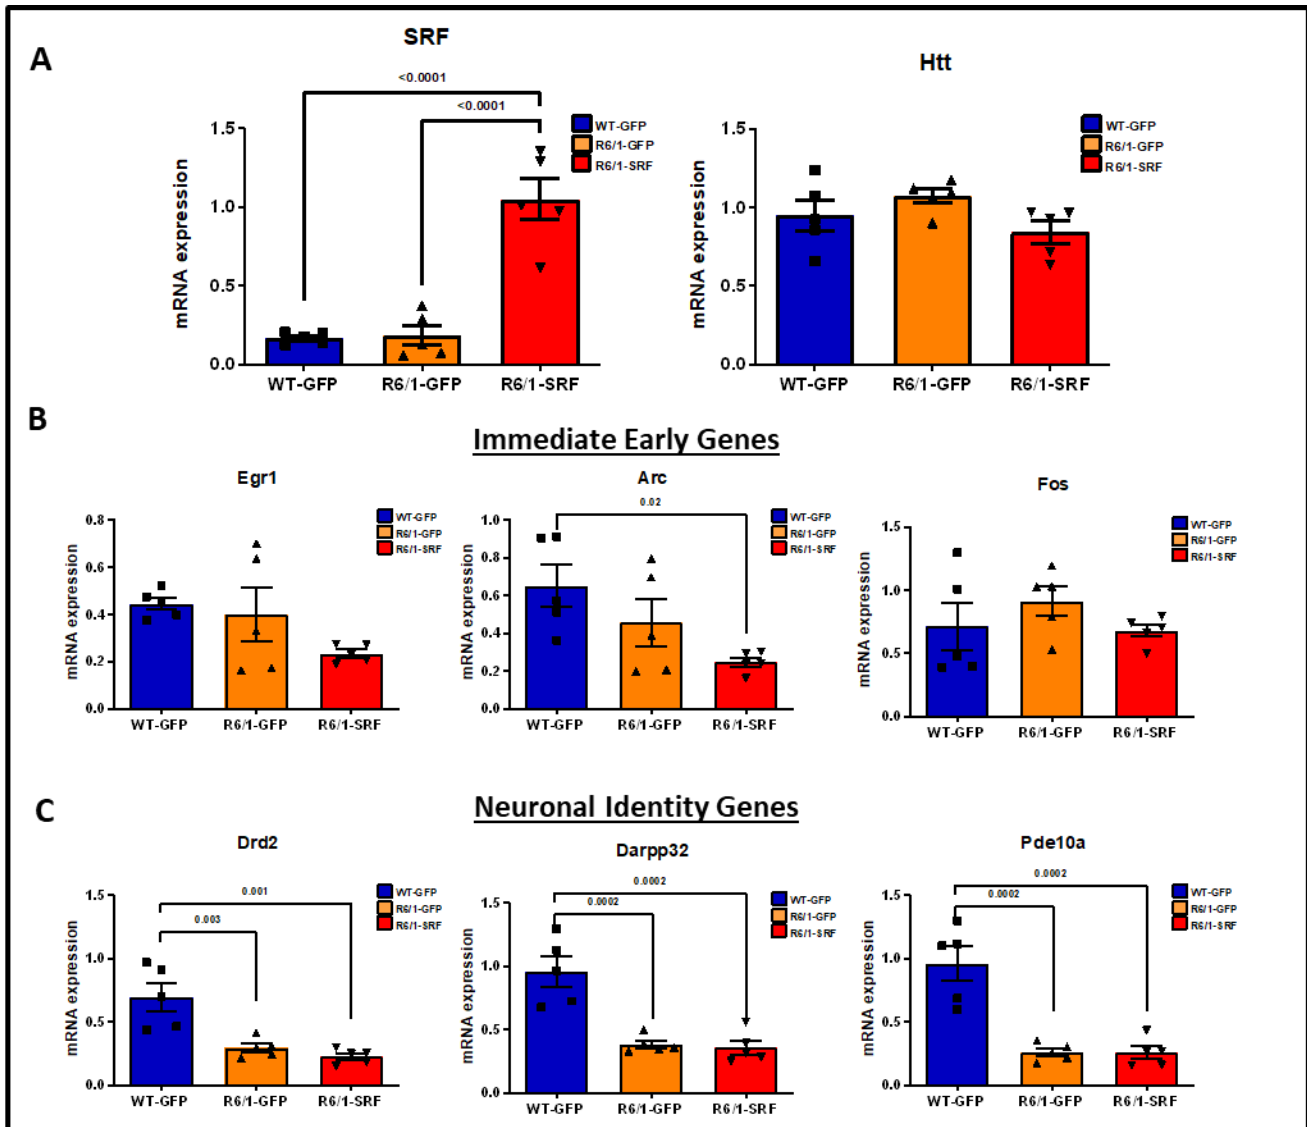 A
SRF
<0.0001
<0.0001
WT-GFP
R6/1-GFP
R6/1-SRF
mRNA expression
1.5
1.0
0.5
0.0
WT-GFP
R6/1-GFP
R6/1-SRF
Htt
WT-GFP
R6/1-GFP
R6/1-SRF
mRNA expression
1.5
1.0
0.5
0.0
WT-GFP
R6/1-GFP
R6/1-SRF
B
Immediate Early Genes
Egr1
WT-GFP
R6/1-GFP
R6/1-SRF
mRNA expression
0.8
0.6
0.4
0.2
0.0
WT-GFP
R6/1-GFP
R6/1-SRF
Arc
0.02
WT-GFP
R6/1-GFP
R6/1-SRF
mRNA expression
1.0
0.8
0.6
0.4
0.2
0.0
WT-GFP
R6/1-GFP
R6/1-SRF
Fos
WT-GFP
R6/1-GFP
R6/1-SRF
mRNA expression
1.5
1.0
0.5
0.0
WT-GFP
R6/1-GFP
R6/1-SRF
C
Neuronal Identity Genes
Drd2
0.001
0.003
WT-GFP
R6/1-GFP
R6/1-SRF
mRNA expression
1.5
1.0
0.5
0.0
WT-GFP
R6/1-GFP
R6/1-SRF
Darpp32
0.0002
0.0002
WT-GFP
R6/1-GFP
R6/1-SRF
mRNA expression
1.5
1.0
0.5
0.0
WT-GFP
R6/1-GFP
R6/1-SRF
Pde10a
0.0002
0.0002
WT-GFP
R6/1-GFP
R6/1-SRF
mRNA expression
1.5
1.0
0.5
0.0
WT-GFP
R6/1-GFP
R6/1-SRF